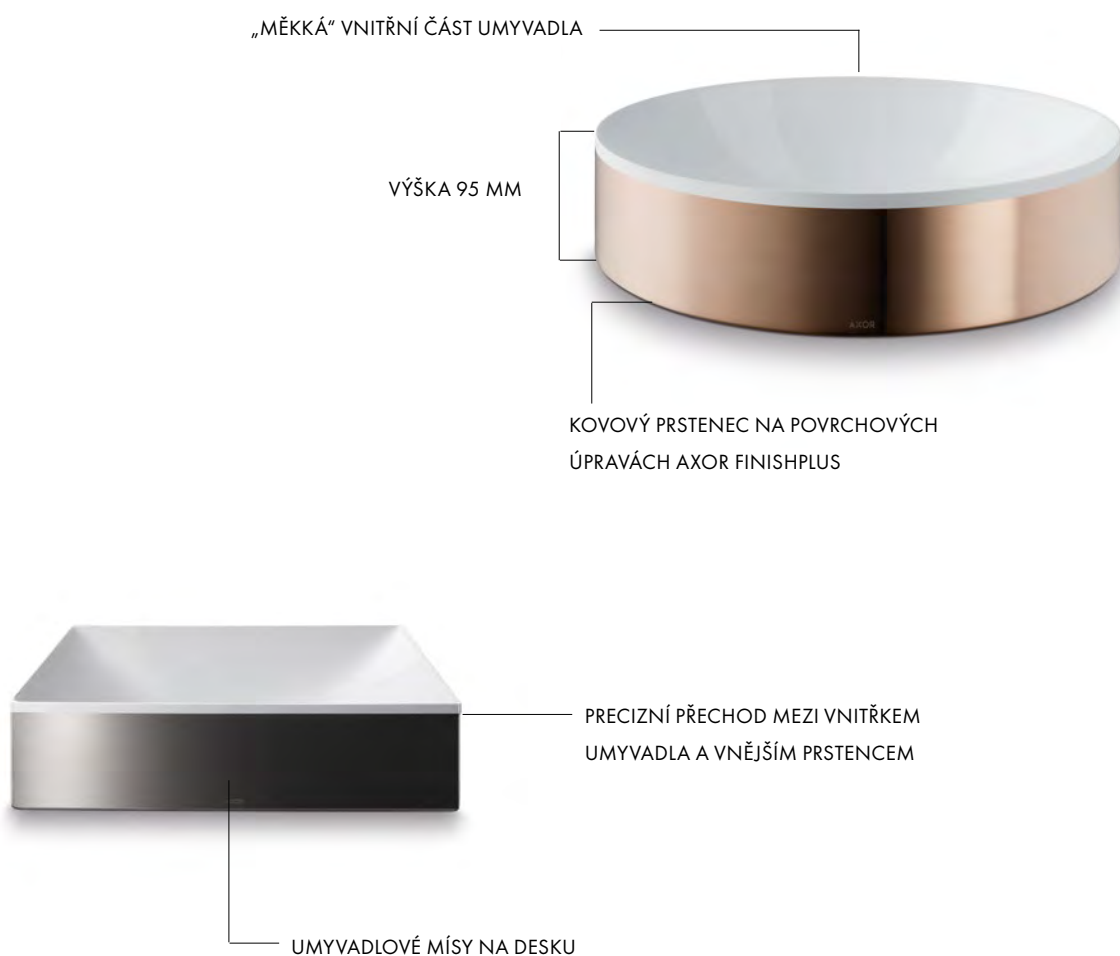 „MĚKKÁ“ VNITŘNÍ ČÁST UMYVADLA
VÝŠKA 95 MM
AXOR
KOVOVÝ PRSTENEC NA POVRCHOVÝCH
ÚPRAVÁCH AXOR FINISHPLUS
PRECIZNÍ PŘECHOD MEZI VNITŘKEM
UMYVADLA A VNĚJŠÍM PRSTENCEM
UMYVADLOVÉ MÍSY NA DESKU